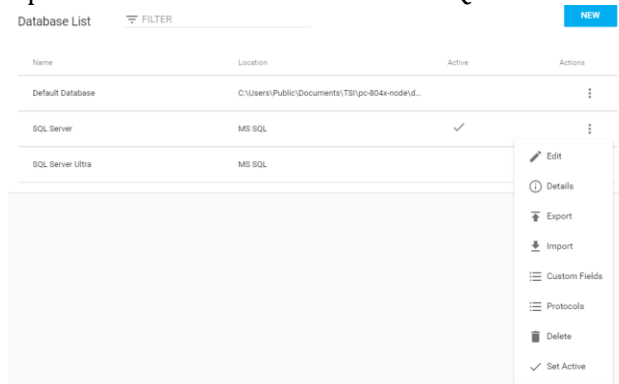 Database List
FILTER
NEW
Name Location Active Actions
Default Database C:\Users\Public\Documents\TSI\pc-804x-node\d...
SQL Server MS SQL
SQL Server Ultra MS SQL
Edit
Details
Export
Import
Custom Fields
Protocols
Delete
Set Active